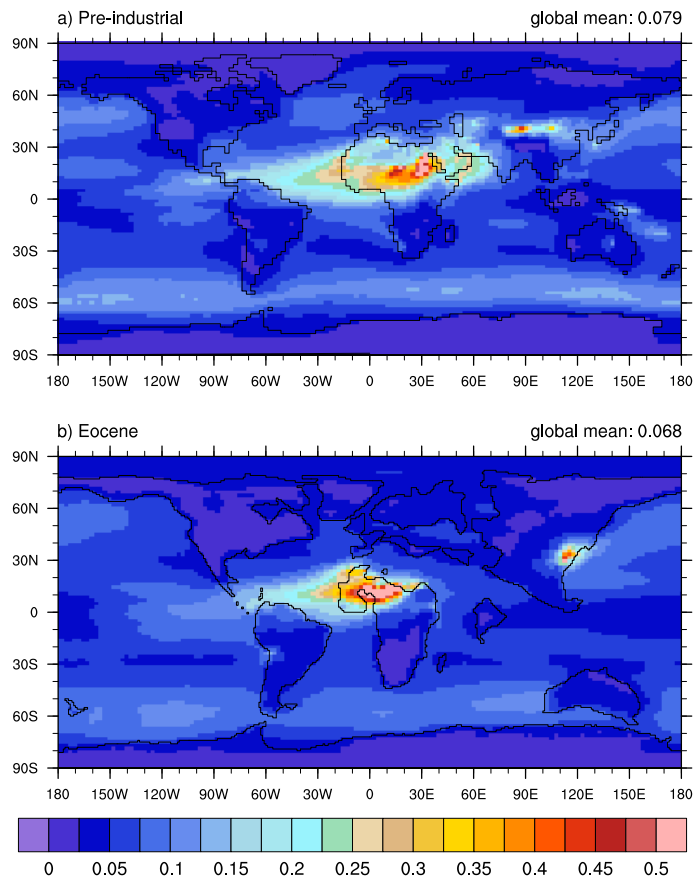 a) Pre-industrial global mean: 0.079
90N
60N
30N
0
30S
60S
90S
180 150W 120W 90W 60W 30W 0 30E 60E 90E 120E 150E 180
b) Eocene global mean: 0.068
90N
60N
30N
0
30S
60S
90S
180 150W 120W 90W 60W 30W 0 30E 60E 90E 120E 150E 180
0 0.05 0.1 0.15 0.2 0.25 0.3 0.35 0.4 0.45 0.5